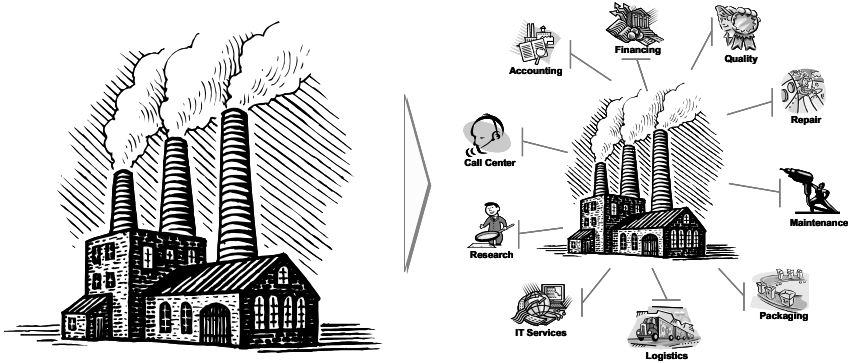 Financing
Quality
Accounting
Repair
Call Center
Maintenance
Research
Packaging
IT Services
Logistics